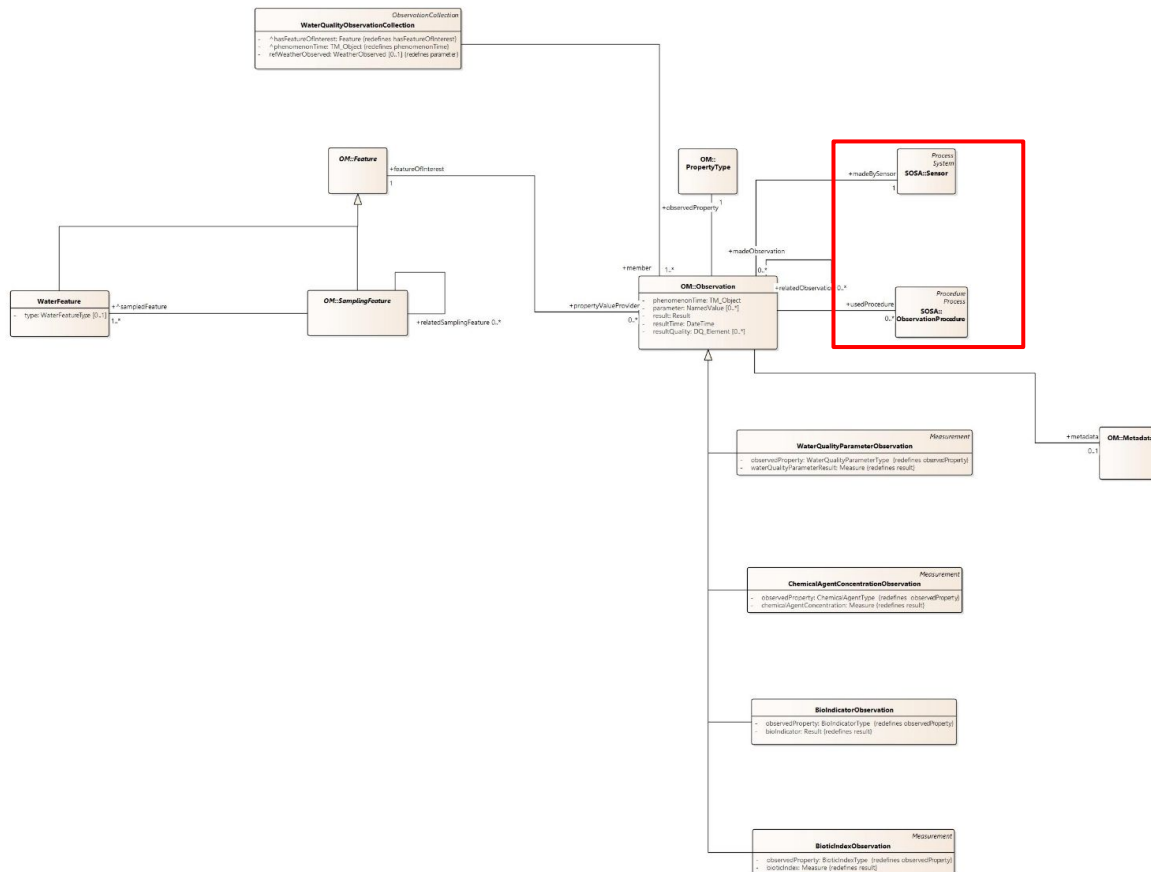 ObservationCollection
WaterQualityObservationCollection
- ^hasFeatureOfInterest: Feature (redefines hasFeatureOfInterest)
- ^phenomenonTime: TM_Object (redefines phenomenonTime)
- refWeatherObserved: WeatherObserved [0..1] (redefines parameter)
OM::Feature
+featureOfInterest
1
OM::
PropertyType
1
+observedProperty
Process
System
SOSA::Sensor
+madeBySensor
1
+madeObservation
0..*
+member
1..*
+relatedObservation 0..*
WaterFeature
- type: WaterFeatureType [0..1]
+^sampledFeature
1..*
OM::SamplingFeature
+relatedSamplingFeature 0..*
+propertyValueProvider
0..*
OM::Observation
- phenomenonTime: TM_Object
- parameter: NamedValue [0..*]
- result: Result
- resultTime: DateTime
- resultQuality: DQ_Element [0..*]
+usedProcedure
0..*
Procedure
Process
SOSA::
ObservationProcedure
+metadata
0..1
OM::Metadata
Measurement
WaterQualityParameterObservation
- observedProperty: WaterQualityParameterType (redefines observedProperty)
- waterQualityParameterResult: Measure (redefines result)
Measurement
ChemicalAgentConcentrationObservation
- observedProperty: ChemicalAgentType (redefines observedProperty)
- chemicalAgentConcentration: Measure (redefines result)
BioIndicatorObservation
- observedProperty: BioIndicatorType (redefines observedProperty)
- bioIndicator: Result (redefines result)
Measurement
BioticIndexObservation
- observedProperty: BioticIndexType (redefines observedProperty)
- bioticIndex: Measure (redefines result)